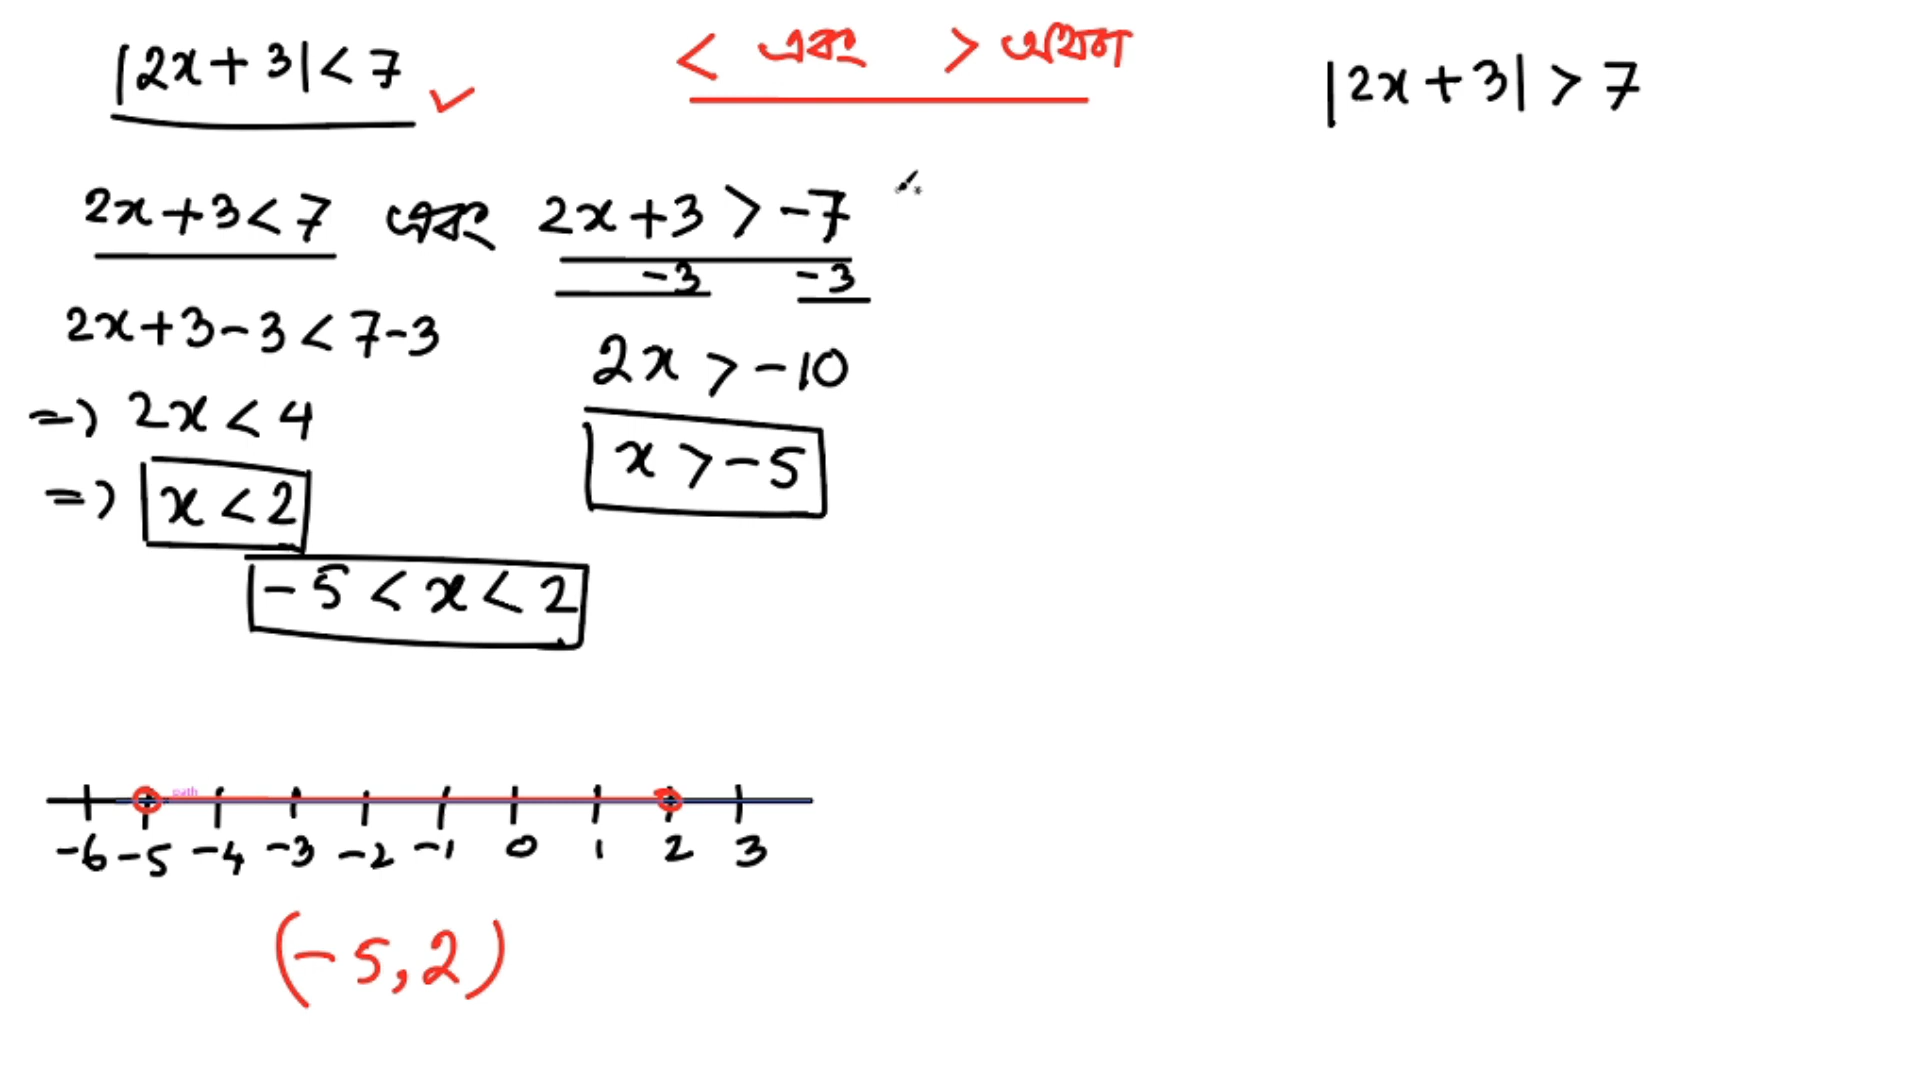 |2x + 3| < 7
< এবং > অথবা
|2x + 3| > 7
2x + 3 < 7 এবং 2x + 3 > -7
-3 -3
2x + 3 - 3 < 7 - 3
2x > -10
=> 2x < 4
x > -5
=> x < 2
-5 < x < 2
path
-6 -5 -4 -3 -2 -1 0 1 2 3
(-5, 2)